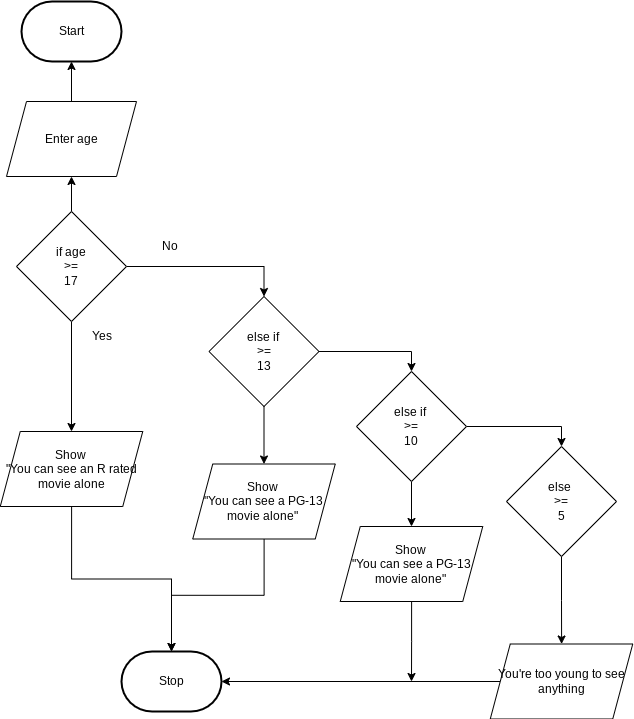 Start
Enter age
if age
>=
17
No
Yes
else if
>=
13
else if
>=
10
else
>=
5
Show
"You can see an R rated
movie alone
Show
"You can see a PG-13
movie alone"
Show
"You can see a PG-13
movie alone"
You're too young to see
anything
Stop